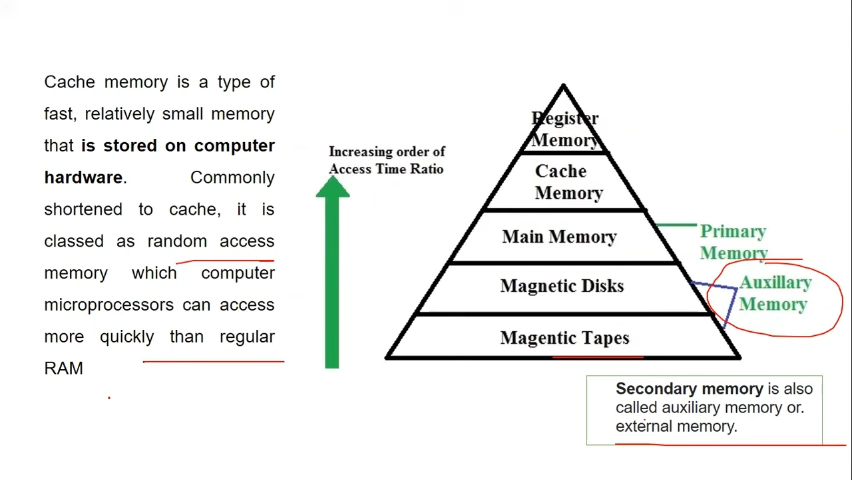 Cache memory is a type of
fast, relatively small memory
that is stored on computer
hardware. Commonly
shortened to cache, it is
classed as random access
memory which computer
microprocessors can access
more quickly than regular
RAM
Increasing order of
Access Time Ratio
Register
Memory
Cache
Memory
Main Memory
Magnetic Disks
Magentic Tapes
Primary
Memory
Auxillary
Memory
Secondary memory is also
called auxiliary memory or.
external memory.